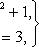 ² + 1,
= 3, }